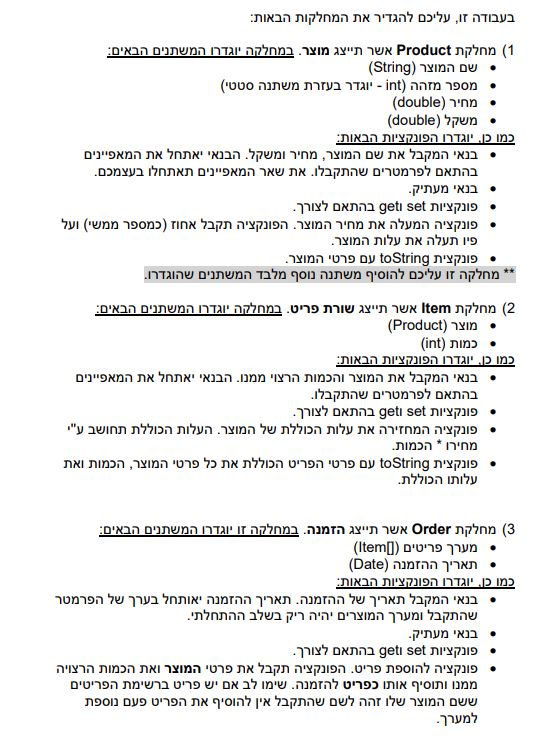 בעבודה זו, עליכם להגדיר את המחלקות הבאות:
1) מחלקת Product אשר תייצג מוצר. במחלקה יוגדרו המשתנים הבאים:
• שם המוצר (String)
• מספר מזהה (int - יוגדר בעזרת משתנה סטטי)
• מחיר (double)
• משקל (double)
כמו כן, יוגדרו הפונקציות הבאות:
• בנאי המקבל את שם המוצר, מחיר ומשקל. הבנאי יאתחל את המאפיינים
בהתאם לפרמטרים שהתקבלו. את שאר המאפיינים תאתחלו בעצמכם.
• בנאי מעתיק.
• פונקציות set וget בהתאם לצורך.
• פונקציה המעלה את מחיר המוצר. הפונקציה תקבל אחוז (כמספר ממשי) ועל
פיו תעלה את עלות המוצר.
• פונקצית toString עם פרטי המוצר.
** מחלקה זו עליכם להוסיף משתנה נוסף מלבד המשתנים שהוגדרו.
2) מחלקת Item אשר תייצג שורת פריט. במחלקה יוגדרו המשתנים הבאים:
• מוצר (Product)
• כמות (int)
כמו כן, יוגדרו הפונקציות הבאות:
• בנאי המקבל את המוצר והכמות הרצוי ממנו. הבנאי יאתחל את המאפיינים
בהתאם לפרמטרים שהתקבלו.
• פונקציות set וget בהתאם לצורך.
• פונקציה המחזירה את עלות הכוללת של המוצר. העלות הכוללת תחושב ע"י
מחירו * הכמות.
• פונקצית toString עם פרטי הפריט הכוללת את כל פרטי המוצר, הכמות ואת
עלותו הכוללת.
3) מחלקת Order אשר תייצג הזמנה. במחלקה זו יוגדרו המשתנים הבאים:
• מערך פריטים (Item[])
• תאריך ההזמנה (Date)
כמו כן, יוגדרו הפונקציות הבאות:
• בנאי המקבל תאריך של ההזמנה. תאריך ההזמנה יאותחל בערך של הפרמטר
שהתקבל ומערך המוצרים יהיה ריק בשלב ההתחלתי.
• בנאי מעתיק.
• פונקציות set וget בהתאם לצורך.
• פונקציה להוספת פריט. הפונקציה תקבל את פרטי המוצר ואת הכמות הרצויה
ממנו ותוסיף אותו כפריט להזמנה. שימו לב אם יש פריט ברשימת הפריטים
ששם המוצר שלו זהה לשם שהתקבל אין להוסיף את הפריט פעם נוספת
למערך.